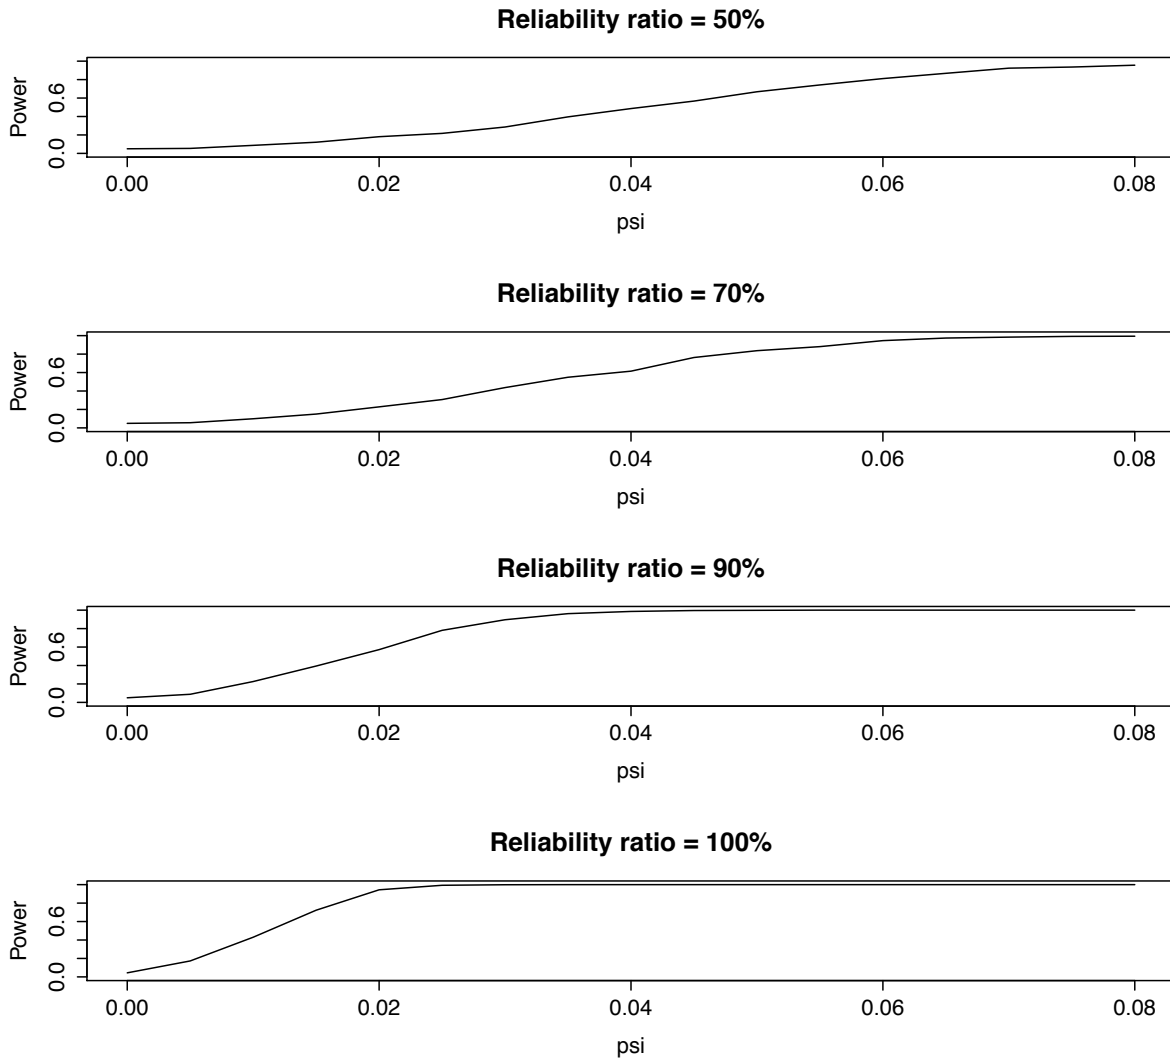 Reliability ratio = 50%
Power
0.6
0.0
0.00 0.02 0.04 0.06 0.08
psi
Reliability ratio = 70%
Power
0.6
0.0
0.00 0.02 0.04 0.06 0.08
psi
Reliability ratio = 90%
Power
0.6
0.0
0.00 0.02 0.04 0.06 0.08
psi
Reliability ratio = 100%
Power
0.6
0.0
0.00 0.02 0.04 0.06 0.08
psi